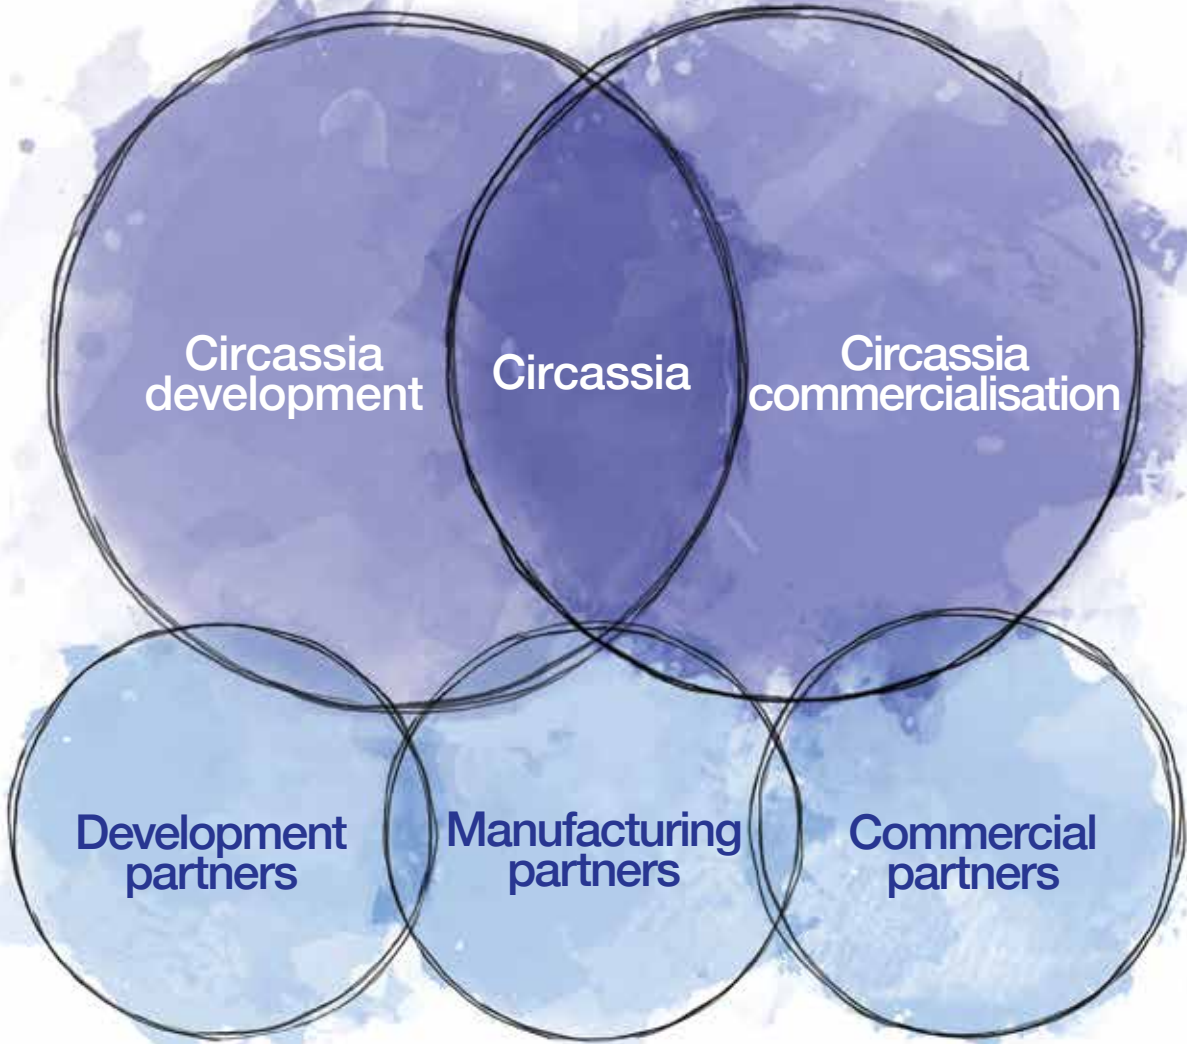 Circassia
development
Circassia
Circassia
commercialisation
Development
partners
Manufacturing
partners
Commercial
partners